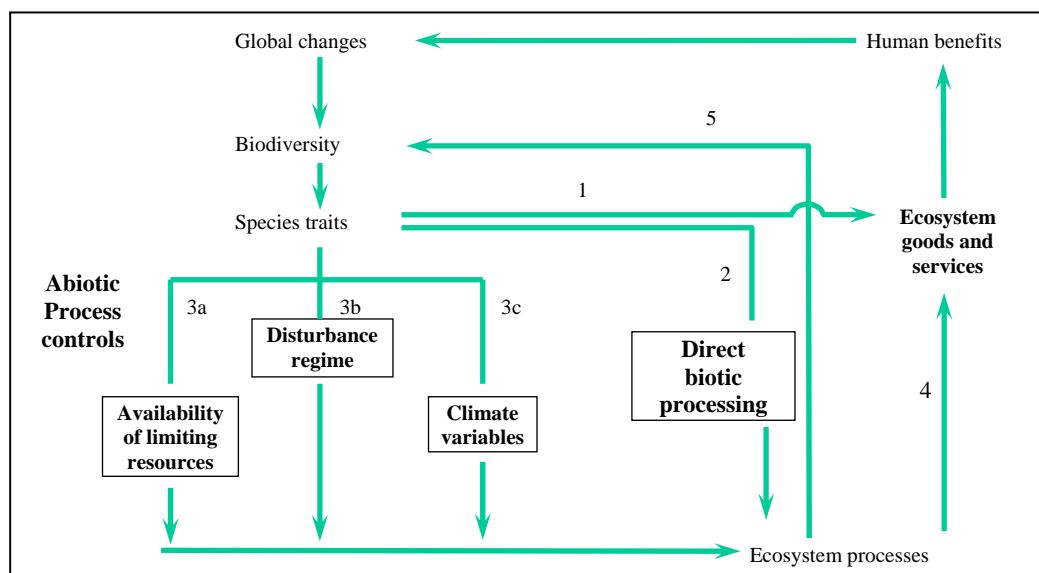 Global changes
Human benefits
5
Biodiversity
1
Species traits
Ecosystem
goods and
services
2
Abiotic
Process
controls
3a
3b
3c
Disturbance
regime
Direct
biotic
processing
4
Availability
of limiting
resources
Climate
variables
Ecosystem processes